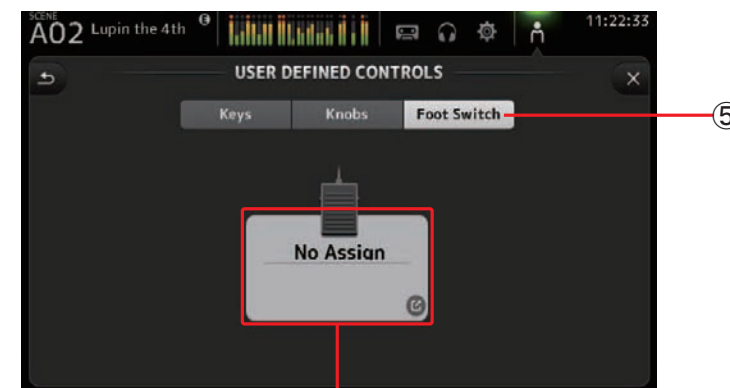 SCENE
A02 Lupin the 4th E 11:22:33
USER DEFINED CONTROLS
Keys Knobs Foot Switch
⑤
No Assign